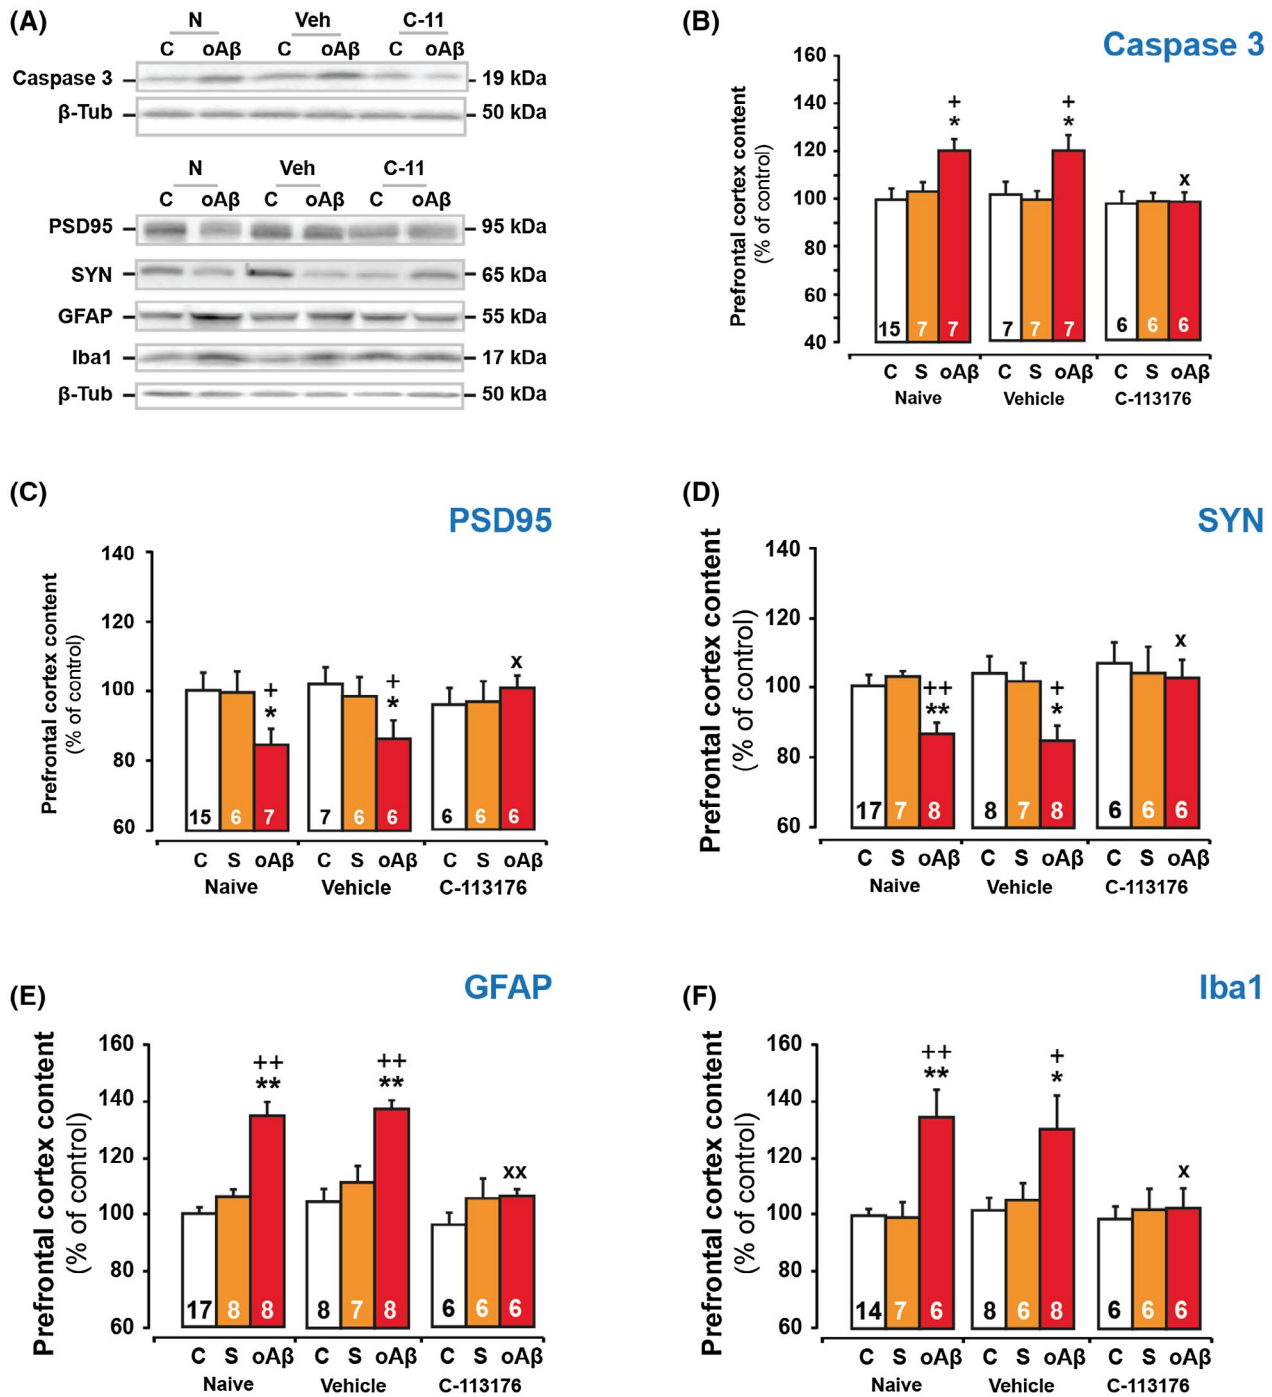 (A)
N Veh C-11
C oAβ C oAβ C oAβ
Caspase 3 19 kDa
β-Tub 50 kDa
N Veh C-11
C oAβ C oAβ C oAβ
PSD95 95 kDa
SYN 65 kDa
GFAP 55 kDa
Iba1 17 kDa
β-Tub 50 kDa
(B)
Caspase 3
Prefrontal cortex content
(% of control)
160
140
120
100
80
60
40
+ +
* *
x
15 7 7 7 7 7 6 6 6
C S oAβ C S oAβ C S oAβ
Naive Vehicle C-113176
(C)
PSD95
Prefrontal cortex content
(% of control)
140
120
100
80
60
x
+ +
* *
15 6 7 7 6 6 6 6 6
C S oAβ C S oAβ C S oAβ
Naive Vehicle C-113176
(D)
SYN
Prefrontal cortex content
(% of control)
140
120
100
80
60
x
++ +
** *
17 7 8 8 7 8 6 6 6
C S oAβ C S oAβ C S oAβ
Naive Vehicle C-113176
(E)
GFAP
Prefrontal cortex content
(% of control)
160
140
120
100
80
60
++ ++
** **
xx
17 8 8 8 7 8 6 6 6
C S oAβ C S oAβ C S oAβ
Naive Vehicle C-113176
(F)
Iba1
Prefrontal cortex content
(% of control)
160
140
120
100
80
60
++ +
** *
x
14 7 6 8 6 8 6 6 6
C S oAβ C S oAβ C S oAβ
Naive Vehicle C-113176